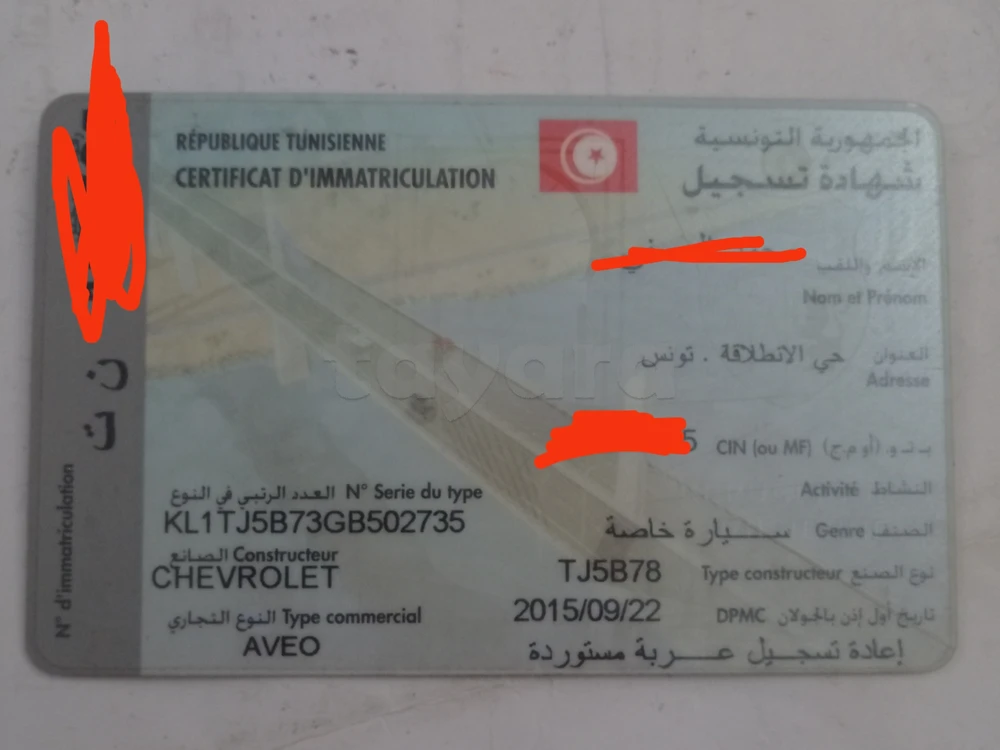 RÉPUBLIQUE TUNISIENNE
CERTIFICAT D'IMMATRICULATION
الجمهورية التونسية
شهادة تسجيل
الإسم واللقب
Nom et Prénom
العنوان حي الانطلاقة . تونس
Adresse
ب.ت.و. (أو م.ج) CIN (ou MF) 5
النشاط Activité
الصنف Genre سيارة خاصة
نوع الصنع Type constructeur TJ5B78
تاريخ أول إذن بالجولان DPMC 2015/09/22
إعادة تسجيل عربة مستوردة
العدد الرتبي في النوع N° Serie du type
KL1TJ5B73GB502735
الصانع Constructeur
CHEVROLET
النوع التجاري Type commercial
AVEO
N° d'immatriculation
ن ت
tayara